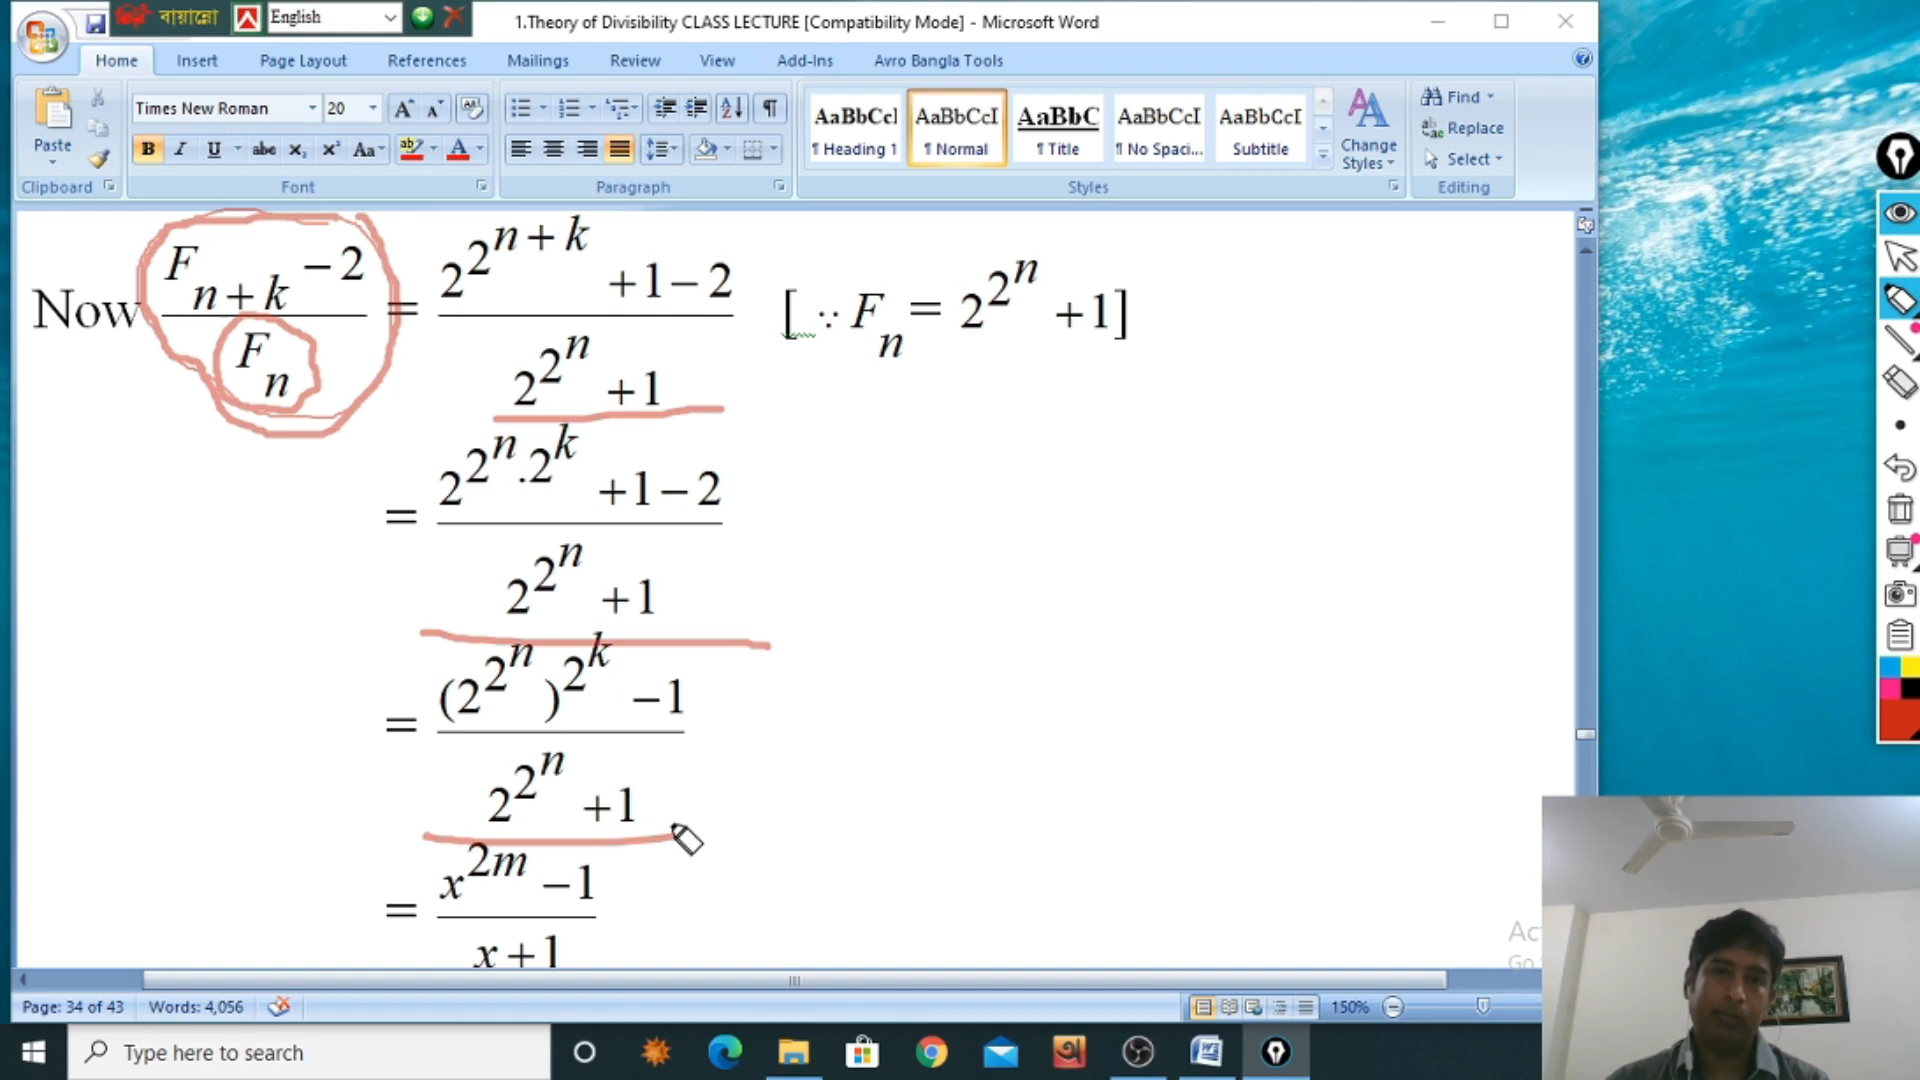 বায়ান্নো English
1.Theory of Divisibility CLASS LECTURE [Compatibility Mode] - Microsoft Word
Home Insert Page Layout References Mailings Review View Add-Ins Avro Bangla Tools
Paste
Clipboard
Times New Roman 20
B I U abc X₂ X² Aa
Font
Paragraph
AaBbCcl AaBbCcI AaBbC AaBbCcI AaBbCcI
¶ Heading 1 ¶ Normal ¶ Title ¶ No Spaci... Subtitle
Change Styles
Styles
Find
Replace
Select
Editing
Now (F_{n+k} − 2)/F_n = (2^{2^{n+k}} + 1 − 2)/(2^{2^n} + 1) [∵ F_n = 2^{2^n} + 1]
= (2^{2^n.2^k} + 1 − 2)/(2^{2^n} + 1)
= ((2^{2^n})^{2^k} − 1)/(2^{2^n} + 1)
= (x^{2m} − 1)/(x + 1)
Page: 34 of 43 Words: 4,056 150%
Type here to search